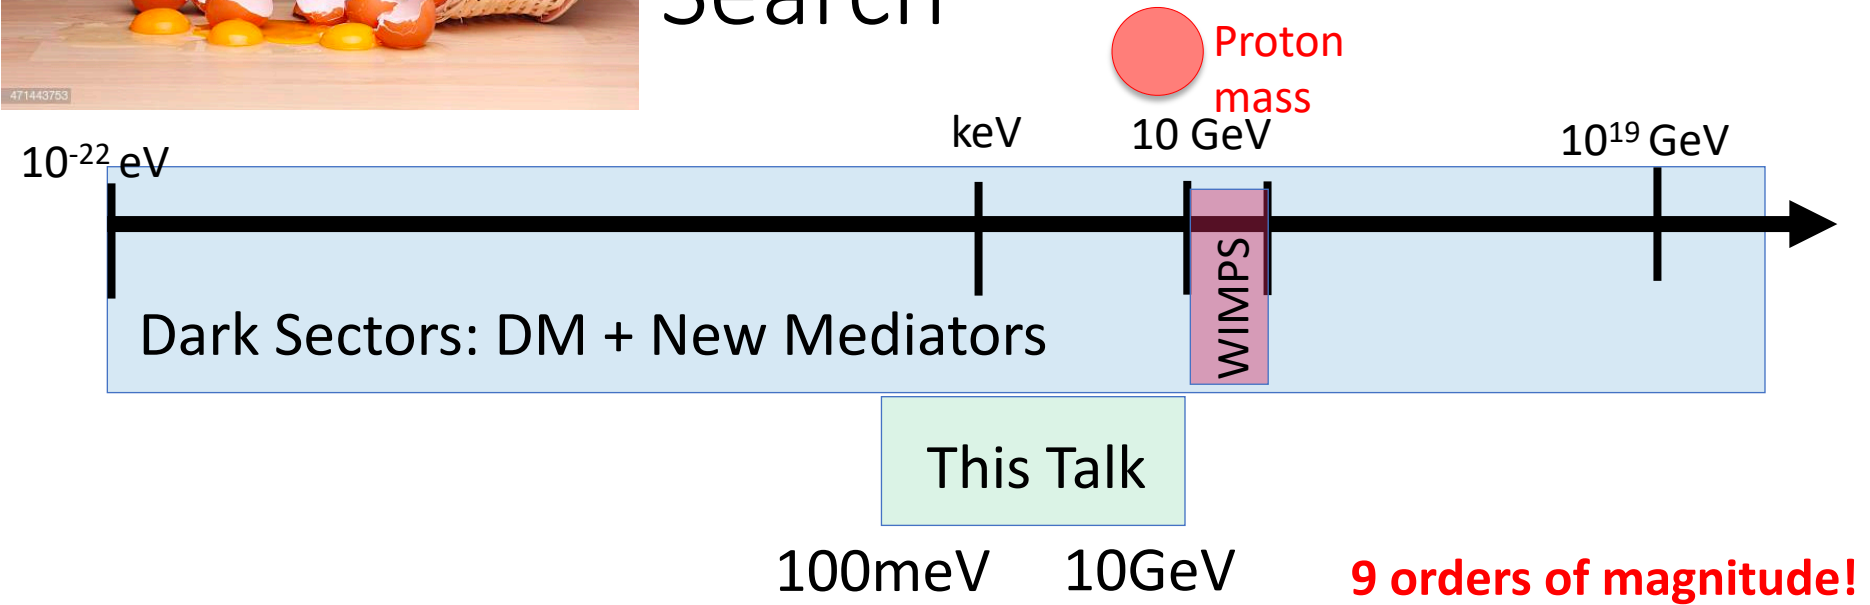 Search
471443753
Proton
mass
10⁻²² eV
keV
10 GeV
10¹⁹ GeV
WIMPS
Dark Sectors: DM + New Mediators
This Talk
100meV
10GeV
9 orders of magnitude!